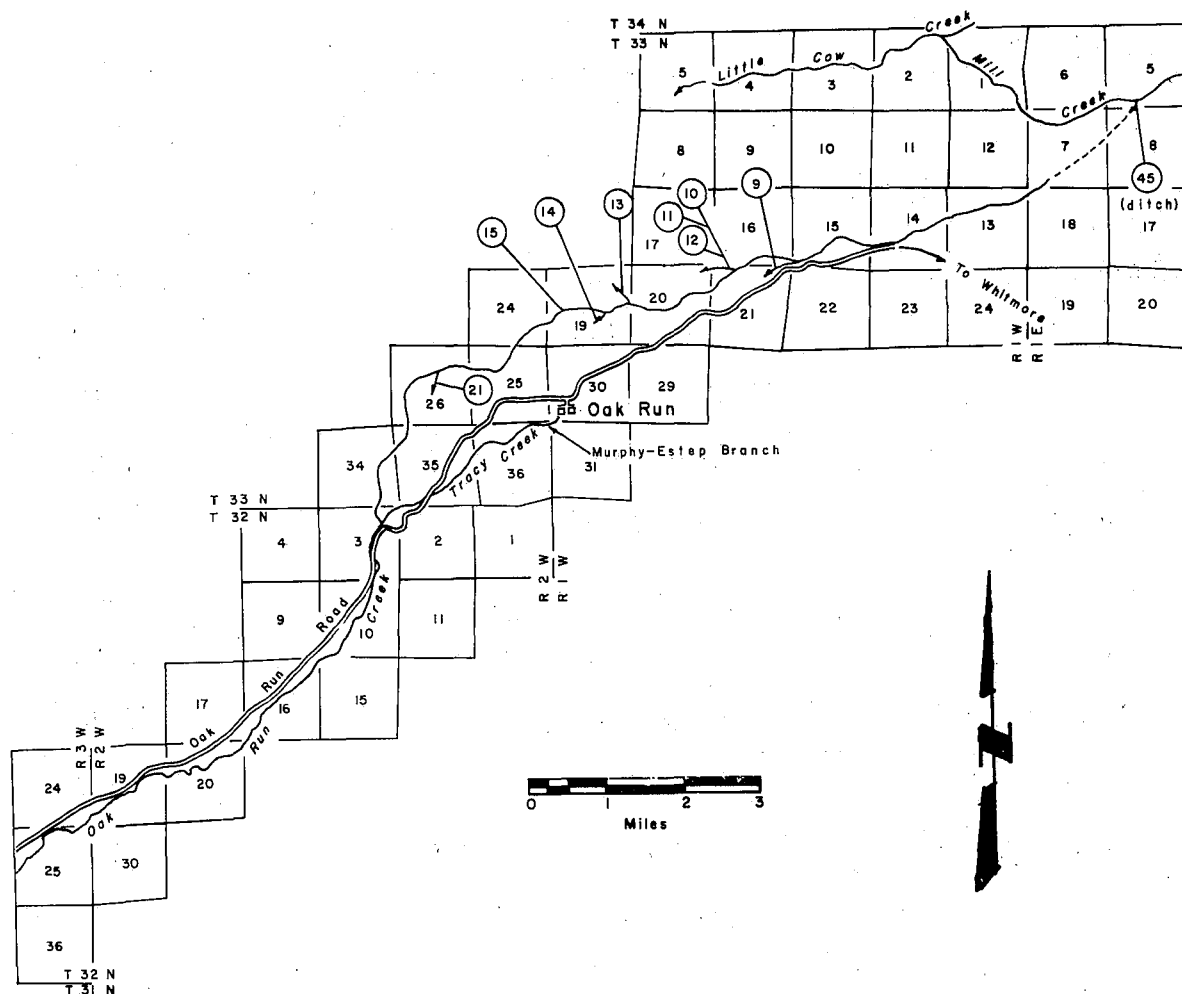 T 34 N
T 33 N
Creek
Little Cow
Mill
Creek
5
4
3
2
1
6
5
8
9
10
11
12
7
8
45
(ditch)
10
9
13
11
14
12
15
17
16
15
14
13
18
17
To Whitmore
24
19
20
21
22
23
24
19
20
R 1 W
R 1 E
21
26
25
30
29
Oak Run
Murphy-Estep Branch
Tracy Creek
34
35
36
31
T 33 N
T 32 N
4
3
2
1
R 2 W
R 1 W
9
10
11
Oak Run Road
Oak Run Creek
17
16
15
R 3 W
R 2 W
24
19
20
25
30
36
T 32 N
T 31 N
0 1 2 3
Miles
N